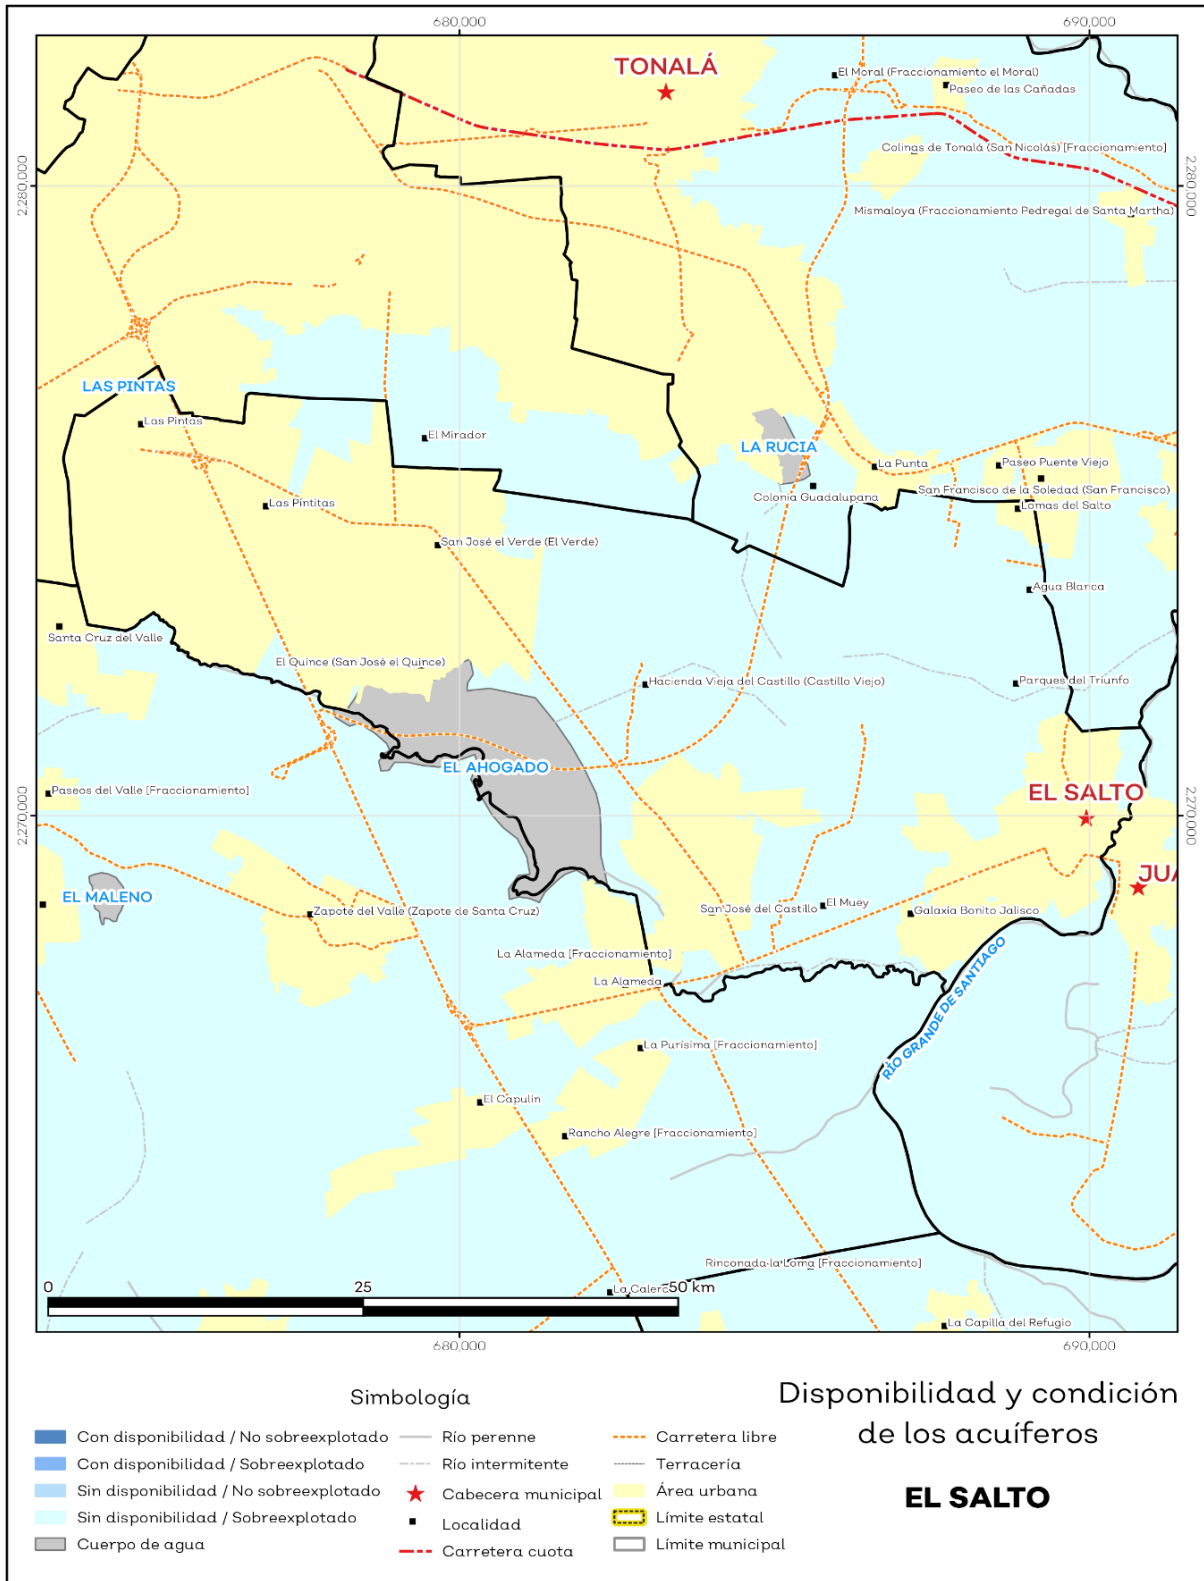 680,000
690,000
TONALÁ
El Moral (Fraccionamiento el Moral)
Paseo de las Cañadas
Colinas de Tonalá (San Nicolás) [Fraccionamiento]
2280,000
2280,000
Mismaloya (Fraccionamiento Pedregal de Santa Martha)
LAS PINTAS
Las Pintas
El Mirador
LA RUCIA
La Punta
Paseo Puente Viejo
Colonia Guadalupana
San Francisco de la Soledad (San Francisco)
Las Pintitas
Lomas del Salto
San José el Verde (El Verde)
Agua Blanca
Santa Cruz del Valle
El Quince (San José el Quince)
Hacienda Vieja del Castillo (Castillo Viejo)
Parques del Triunfo
EL AHOGADO
Paseos del Valle [Fraccionamiento]
EL SALTO
2270,000
2270,000
JUA
EL MALENO
Zapote del Valle (Zapote de Santa Cruz)
San José del Castillo
El Muey
Galaxia Bonito Jalisco
La Alameda [Fraccionamiento]
La Alameda
RÍO GRANDE DE SANTIAGO
La Purísima [Fraccionamiento]
El Capulín
Rancho Alegre [Fraccionamiento]
Rinconada la Loma [Fraccionamiento]
0 25 50 km
La Calera
La Capilla del Refugio
680,000
690,000
Simbología
Con disponibilidad / No sobreexplotado
Con disponibilidad / Sobreexplotado
Sin disponibilidad / No sobreexplotado
Sin disponibilidad / Sobreexplotado
Cuerpo de agua
Río perenne
Río intermitente
Cabecera municipal
Localidad
Carretera cuota
Carretera libre
Terracería
Área urbana
Límite estatal
Límite municipal
Disponibilidad y condición
de los acuíferos
EL SALTO